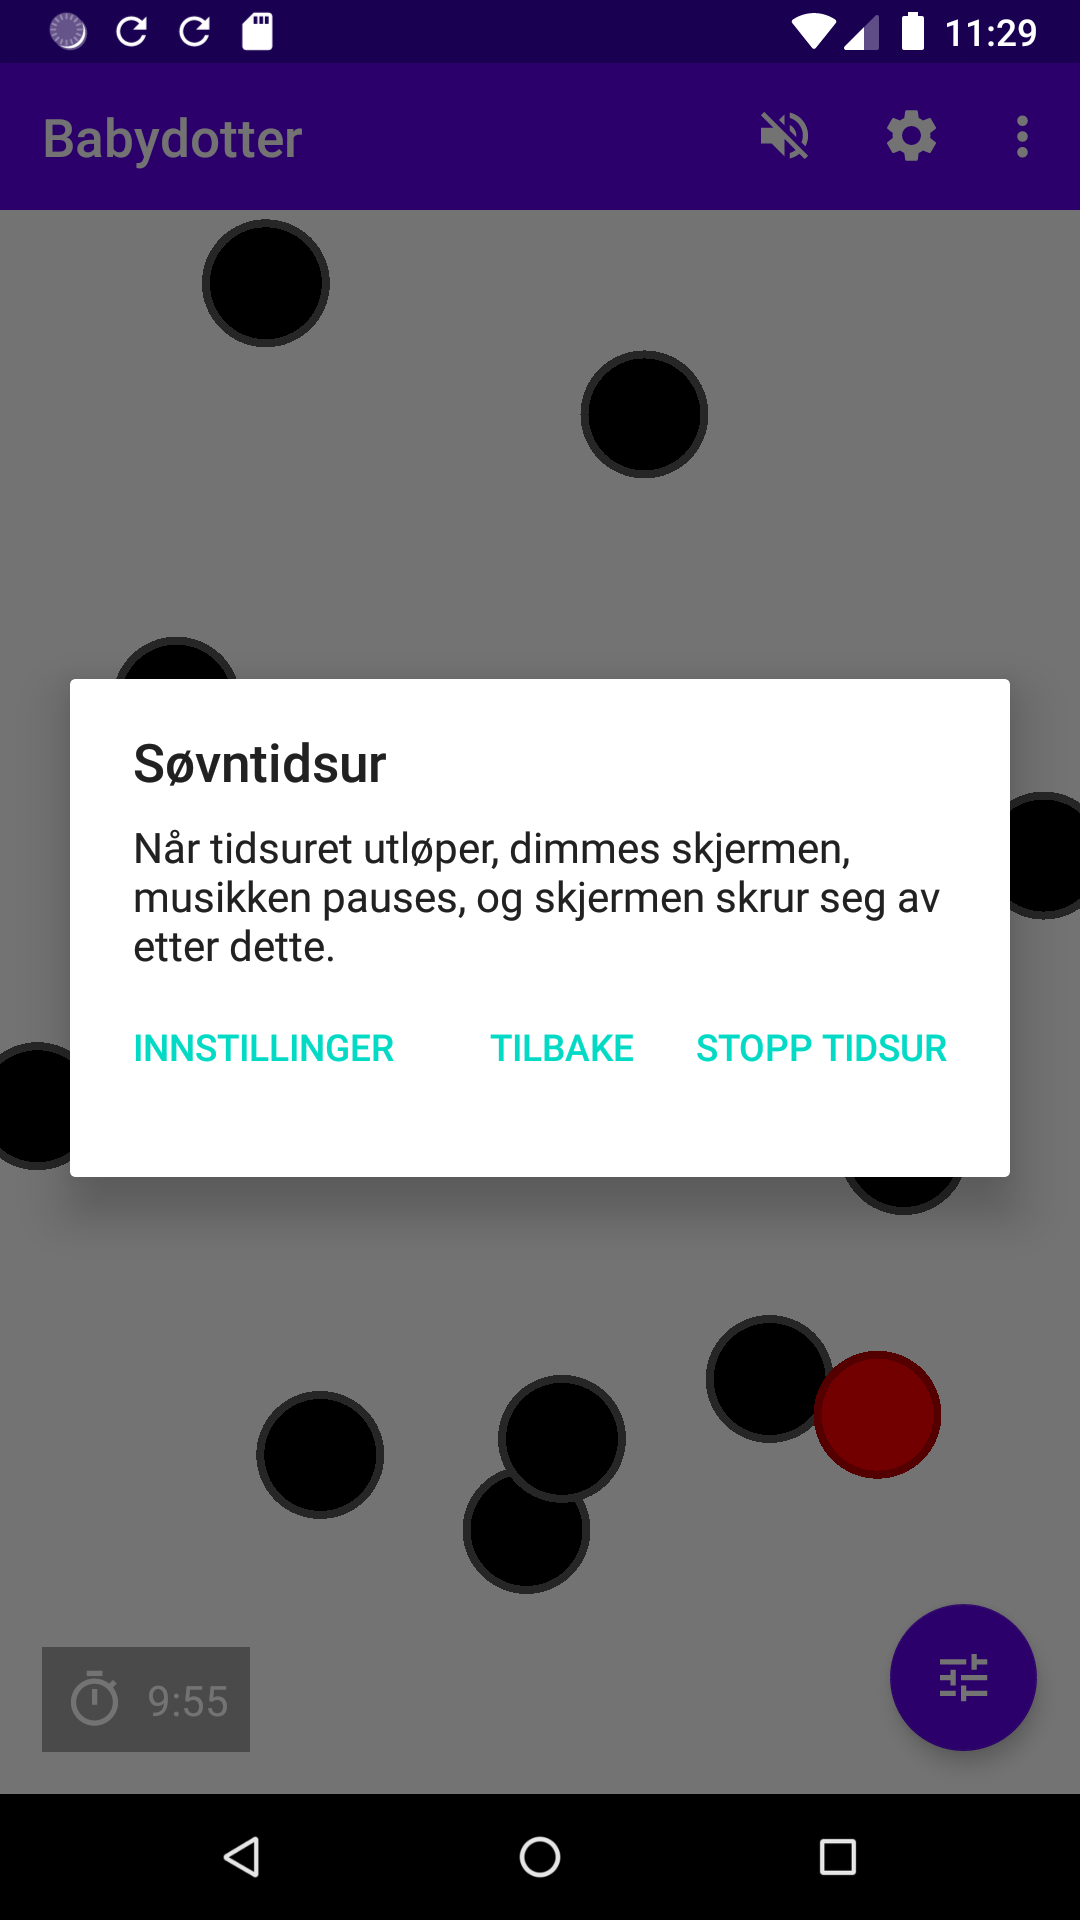 11:29
Babydotter
Søvntidsur
Når tidsuret utløper, dimmes skjermen,
musikken pauses, og skjermen skrur seg av
etter dette.
INNSTILLINGER TILBAKE STOPP TIDSUR
9:55